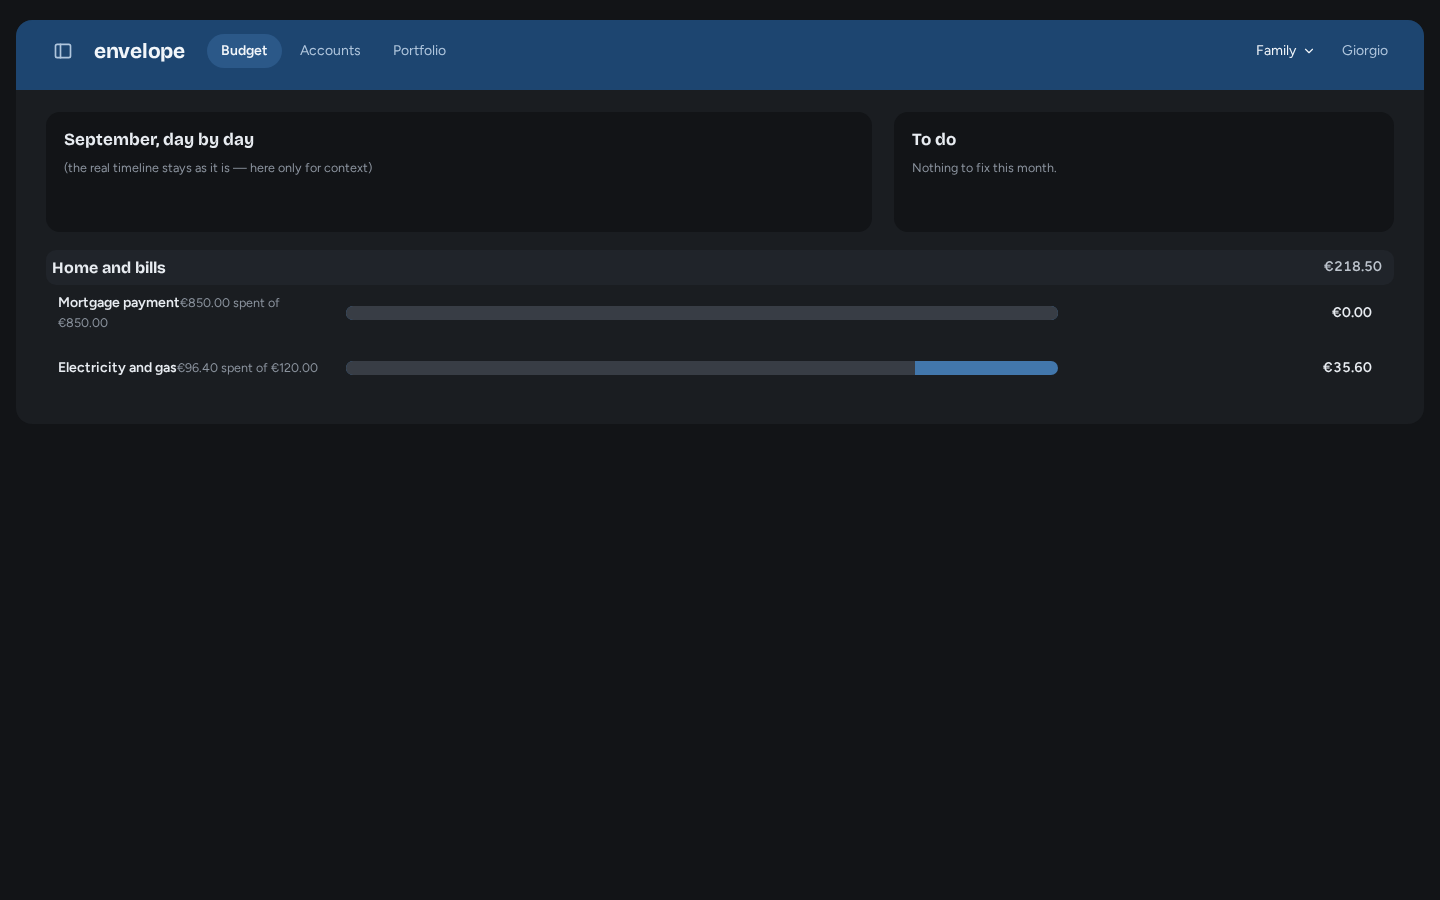 envelope Budget Accounts Portfolio Family Giorgio
September, day by day
(the real timeline stays as it is — here only for context)
To do
Nothing to fix this month.
Home and bills €218.50
Mortgage payment€850.00 spent of
€850.00
€0.00
Electricity and gas€96.40 spent of €120.00 €35.60